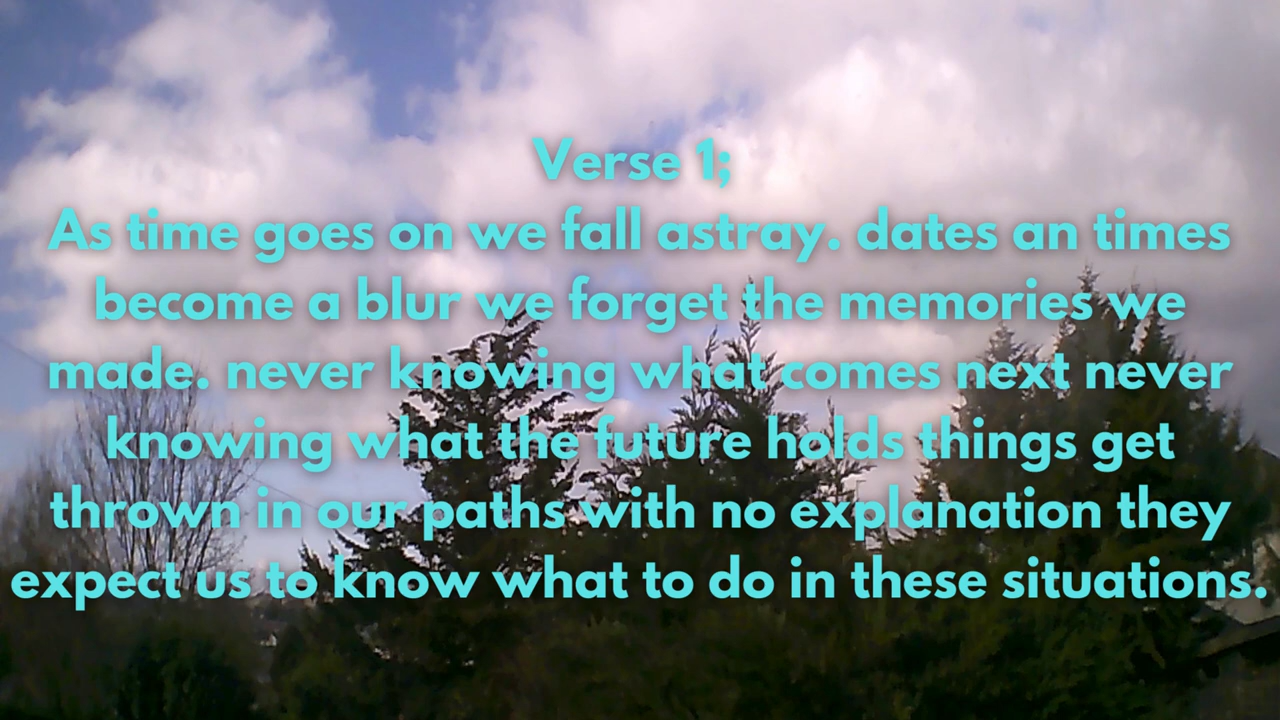 Verse 1;
As time goes on we fall astray. dates an times
become a blur we forget the memories we
made. never knowing what comes next never
knowing what the future holds things get
thrown in our paths with no explanation they
expect us to know what to do in these situations.